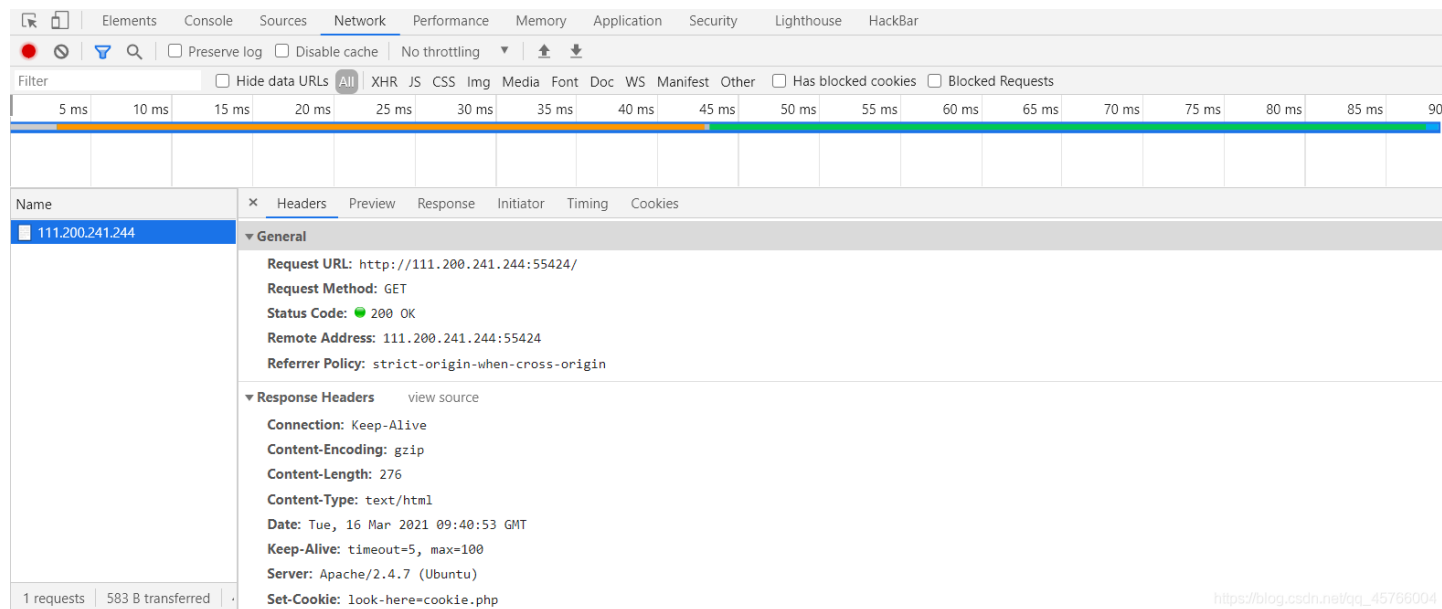 Elements Console Sources Network Performance Memory Application Security Lighthouse HackBar
Preserve log Disable cache No throttling
Filter Hide data URLs All XHR JS CSS Img Media Font Doc WS Manifest Other Has blocked cookies Blocked Requests
5 ms 10 ms 15 ms 20 ms 25 ms 30 ms 35 ms 40 ms 45 ms 50 ms 55 ms 60 ms 65 ms 70 ms 75 ms 80 ms 85 ms 90
Name
111.200.241.244
1 requests 583 B transferred
× Headers Preview Response Initiator Timing Cookies
General
Request URL: http://111.200.241.244:55424/
Request Method: GET
Status Code: 200 OK
Remote Address: 111.200.241.244:55424
Referrer Policy: strict-origin-when-cross-origin
Response Headers view source
Connection: Keep-Alive
Content-Encoding: gzip
Content-Length: 276
Content-Type: text/html
Date: Tue, 16 Mar 2021 09:40:53 GMT
Keep-Alive: timeout=5, max=100
Server: Apache/2.4.7 (Ubuntu)
Set-Cookie: look-here=cookie.php
https://blog.csdn.net/qq_45766004